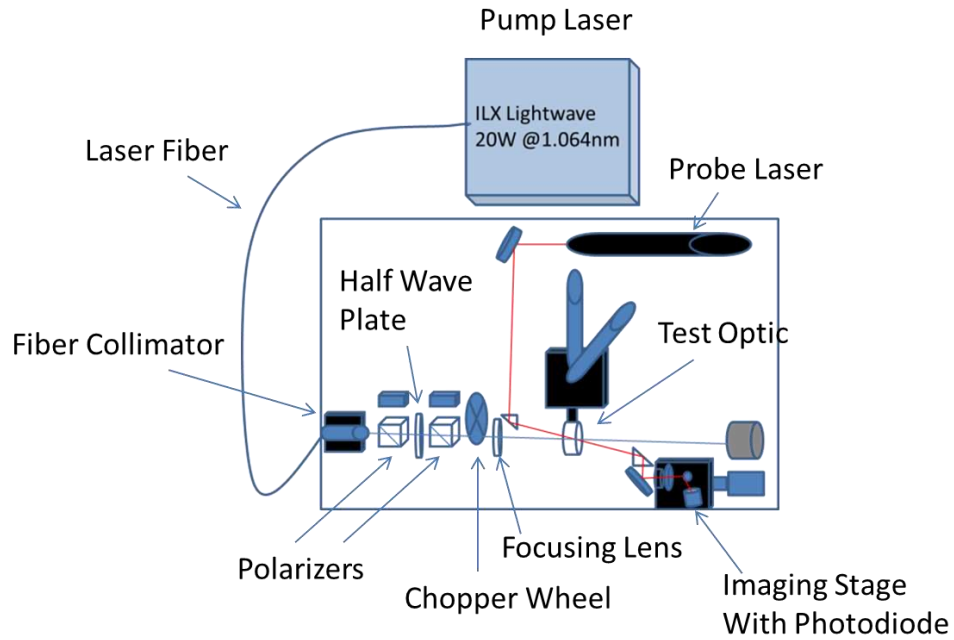 Pump Laser
ILX Lightwave
20W @1.064nm
Laser Fiber
Probe Laser
Half Wave
Plate
Test Optic
Fiber Collimator
Focusing Lens
Polarizers
Chopper Wheel
Imaging Stage
With Photodiode